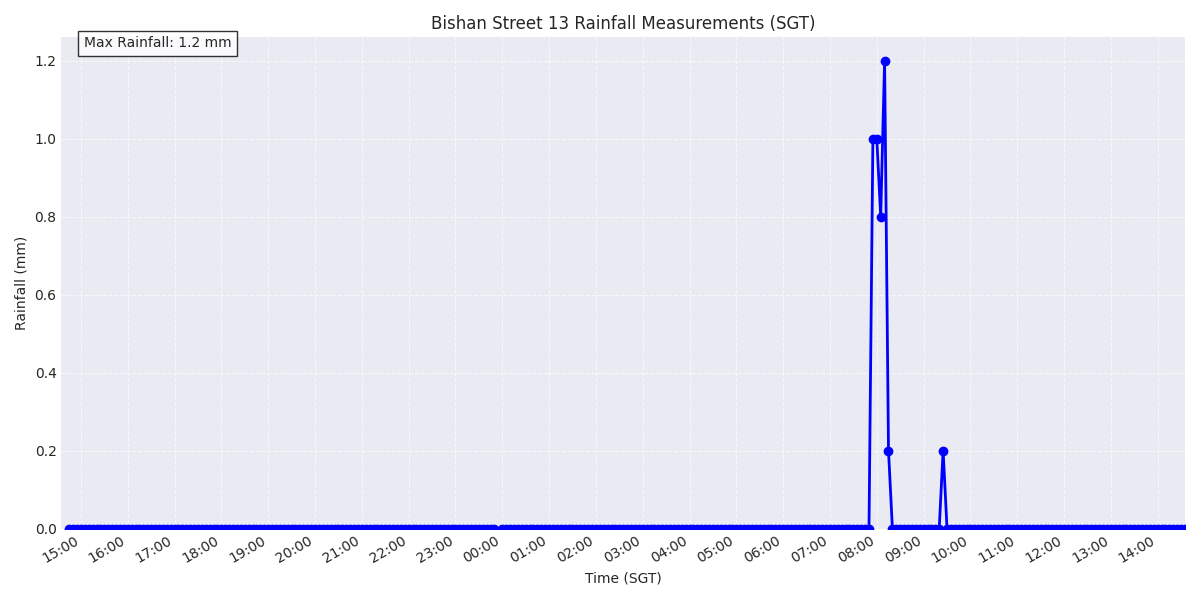 Bishan Street 13 Rainfall Measurements (SGT)
Max Rainfall: 1.2 mm
1.2
1.0
0.8
0.6
0.4
0.2
0.0
Rainfall (mm)
15:00 16:00 17:00 18:00 19:00 20:00 21:00 22:00 23:00 00:00 01:00 02:00 03:00 04:00 05:00 06:00 07:00 08:00 09:00 10:00 11:00 12:00 13:00 14:00
Time (SGT)